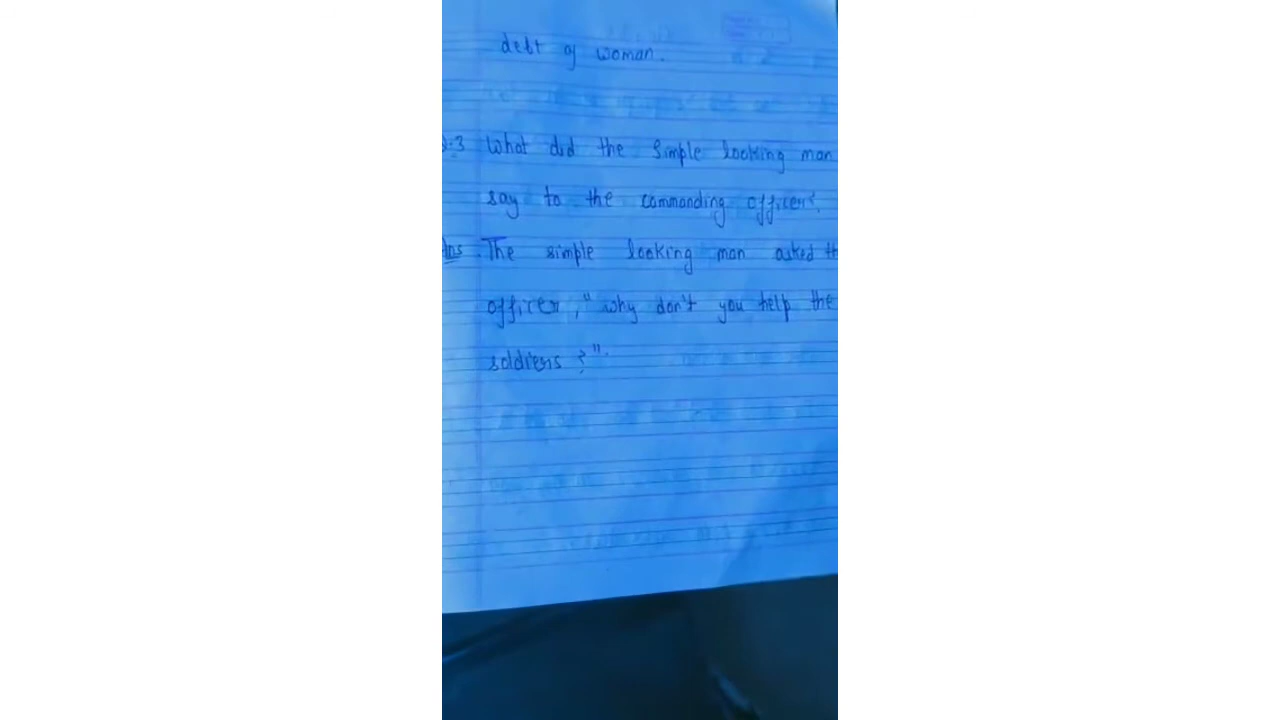 debt of woman.
.3 What did the Simple looking man
say to the commanding officer?.
Ans. The simple looking man asked th
officer, "why don't you help the
soldiers?".